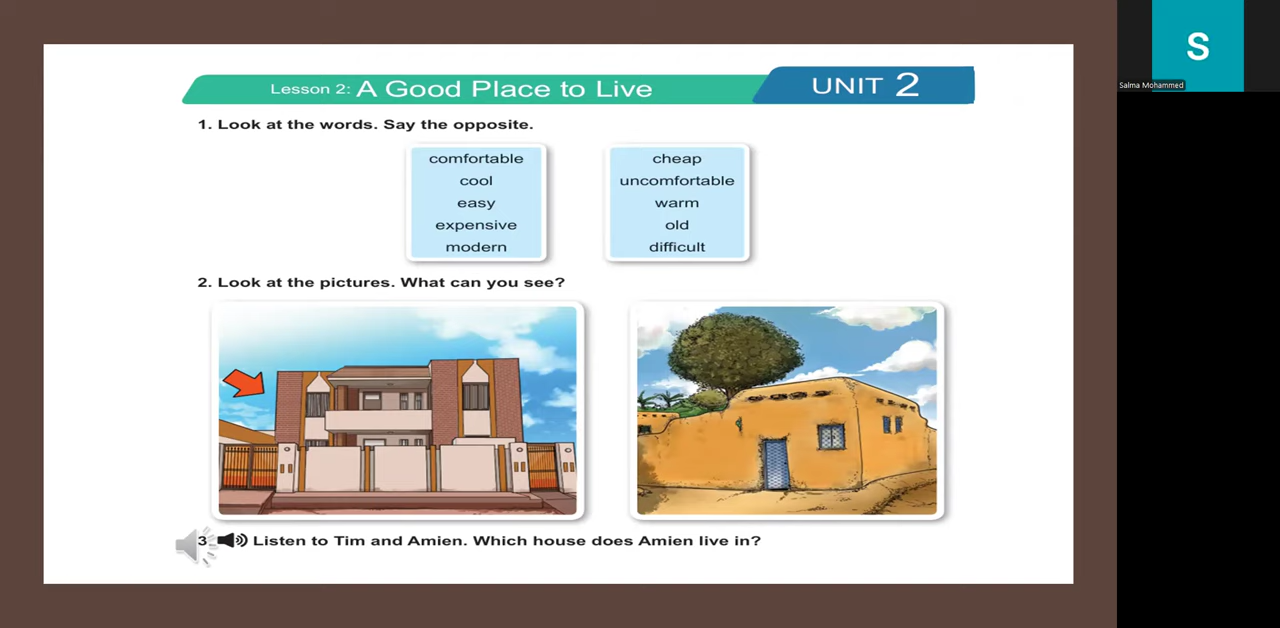 Lesson 2: A Good Place to Live
UNIT 2
1. Look at the words. Say the opposite.
comfortable
cool
easy
expensive
modern
cheap
uncomfortable
warm
old
difficult
2. Look at the pictures. What can you see?
3 Listen to Tim and Amien. Which house does Amien live in?
S
Salma Mohammed